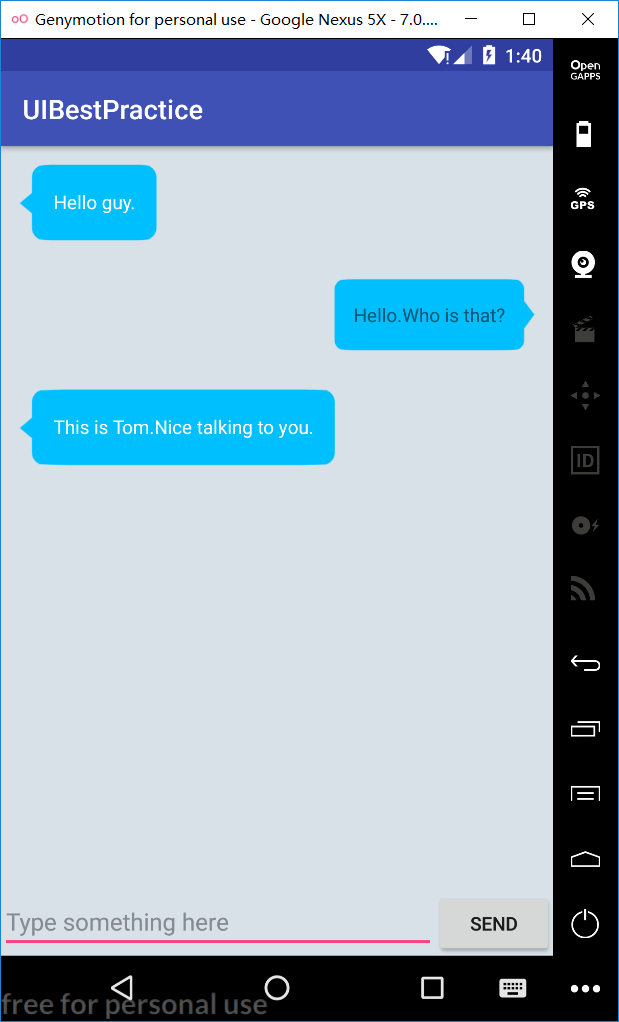 Genymotion for personal use - Google Nexus 5X - 7.0....
1:40
UIBestPractice
Hello guy.
Hello.Who is that?
This is Tom.Nice talking to you.
Type something here
SEND
free for personal use
Open
GAPPS
GPS
ID